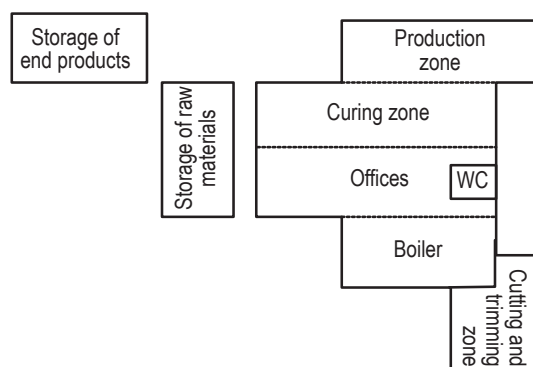 Storage of
end products
Production
zone
Storage of raw
materials
Curing zone
Offices
WC
Boiler
Cutting and
trimming
zone